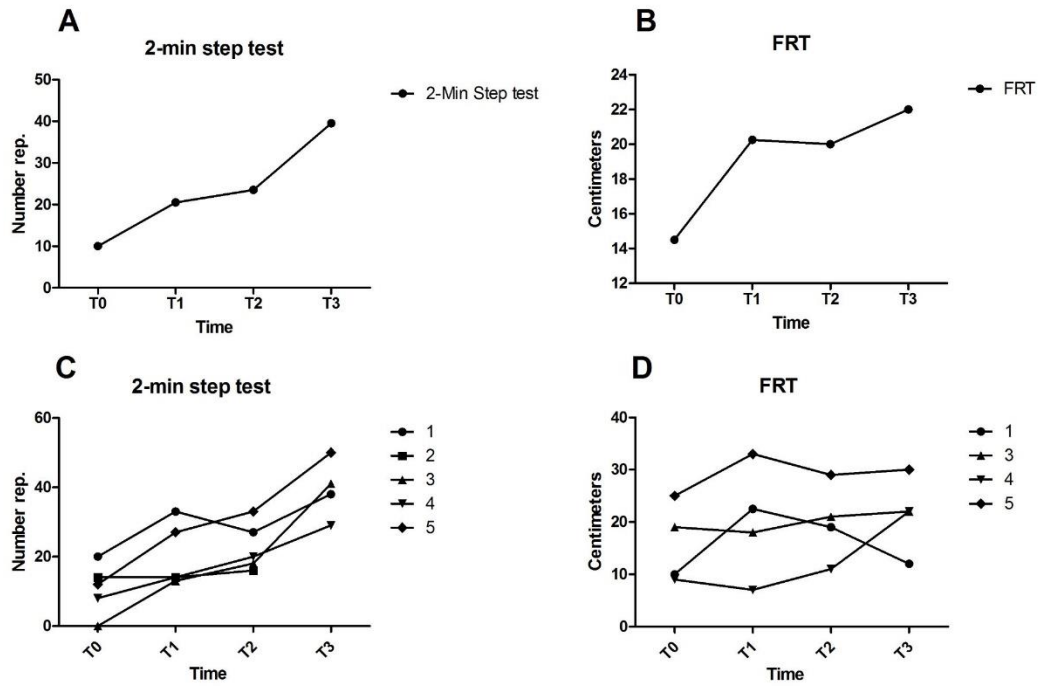 A
2-min step test
50
40
30
20
10
0
Number rep.
T0 T1 T2 T3
Time
2-Min Step test
B
FRT
24
22
20
18
16
14
12
Centimeters
T0 T1 T2 T3
Time
FRT
C
2-min step test
60
40
20
0
Number rep.
T0 T1 T2 T3
Time
1
2
3
4
5
D
FRT
40
30
20
10
0
Centimeters
T0 T1 T2 T3
Time
1
3
4
5